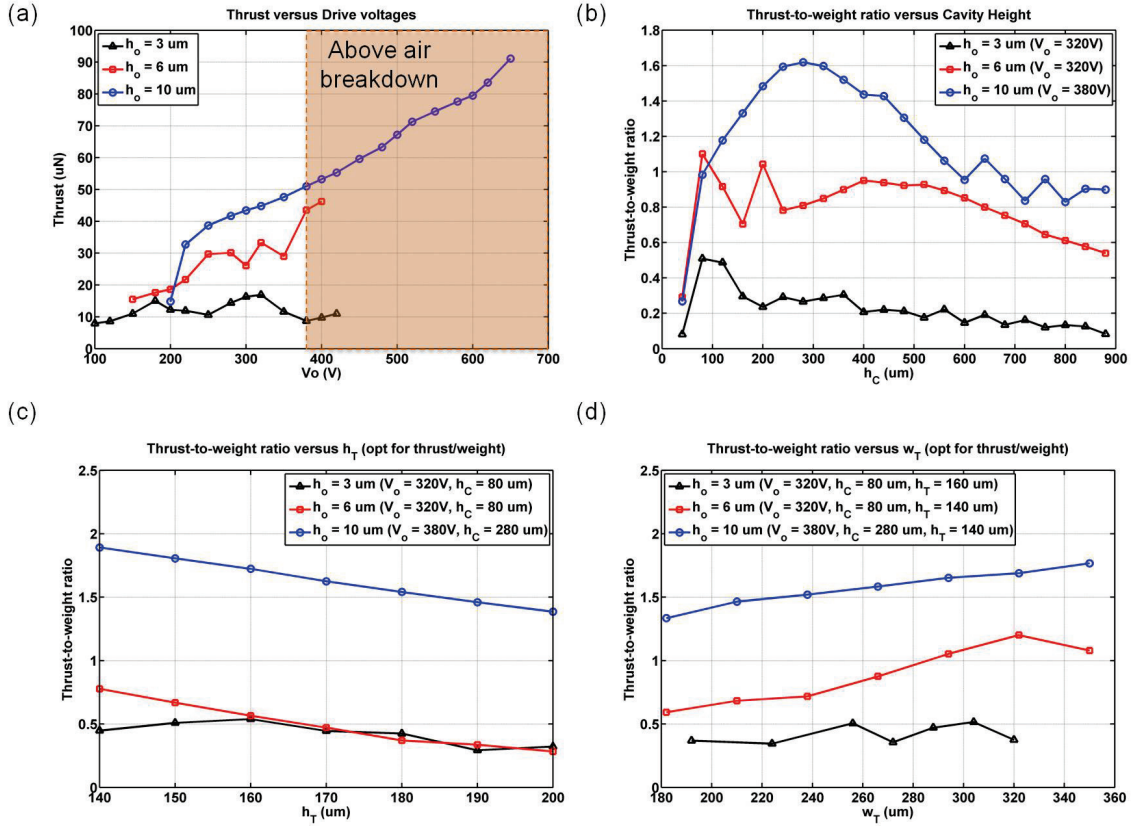 (a)
Thrust versus Drive voltages
Thrust (uN)
100
90
80
70
60
50
40
30
20
10
0
h_o = 3 um
h_o = 6 um
h_o = 10 um
Above air
breakdown
100 200 300 400 500 600 700
Vo (V)
(b)
Thrust-to-weight ratio versus Cavity Height
Thrust-to-weight ratio
1.8
1.6
1.4
1.2
1
0.8
0.6
0.4
0.2
0
h_o = 3 um (V_o = 320V)
h_o = 6 um (V_o = 320V)
h_o = 10 um (V_o = 380V)
0 100 200 300 400 500 600 700 800 900
h_C (um)
(c)
Thrust-to-weight ratio versus h_T (opt for thrust/weight)
Thrust-to-weight ratio
2.5
2
1.5
1
0.5
0
h_o = 3 um (V_o = 320V, h_C = 80 um)
h_o = 6 um (V_o = 320V, h_C = 80 um)
h_o = 10 um (V_o = 380V, h_C = 280 um)
140 150 160 170 180 190 200
h_T (um)
(d)
Thrust-to-weight ratio versus w_T (opt for thrust/weight)
Thrust-to-weight ratio
2.5
2
1.5
1
0.5
0
h_o = 3 um (V_o = 320V, h_C = 80 um, h_T = 160 um)
h_o = 6 um (V_o = 320V, h_C = 80 um, h_T = 140 um)
h_o = 10 um (V_o = 380V, h_C = 280 um, h_T = 140 um)
180 200 220 240 260 280 300 320 340 360
w_T (um)